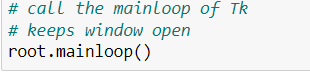 # call the mainloop of Tk
# keeps window open
root.mainloop()